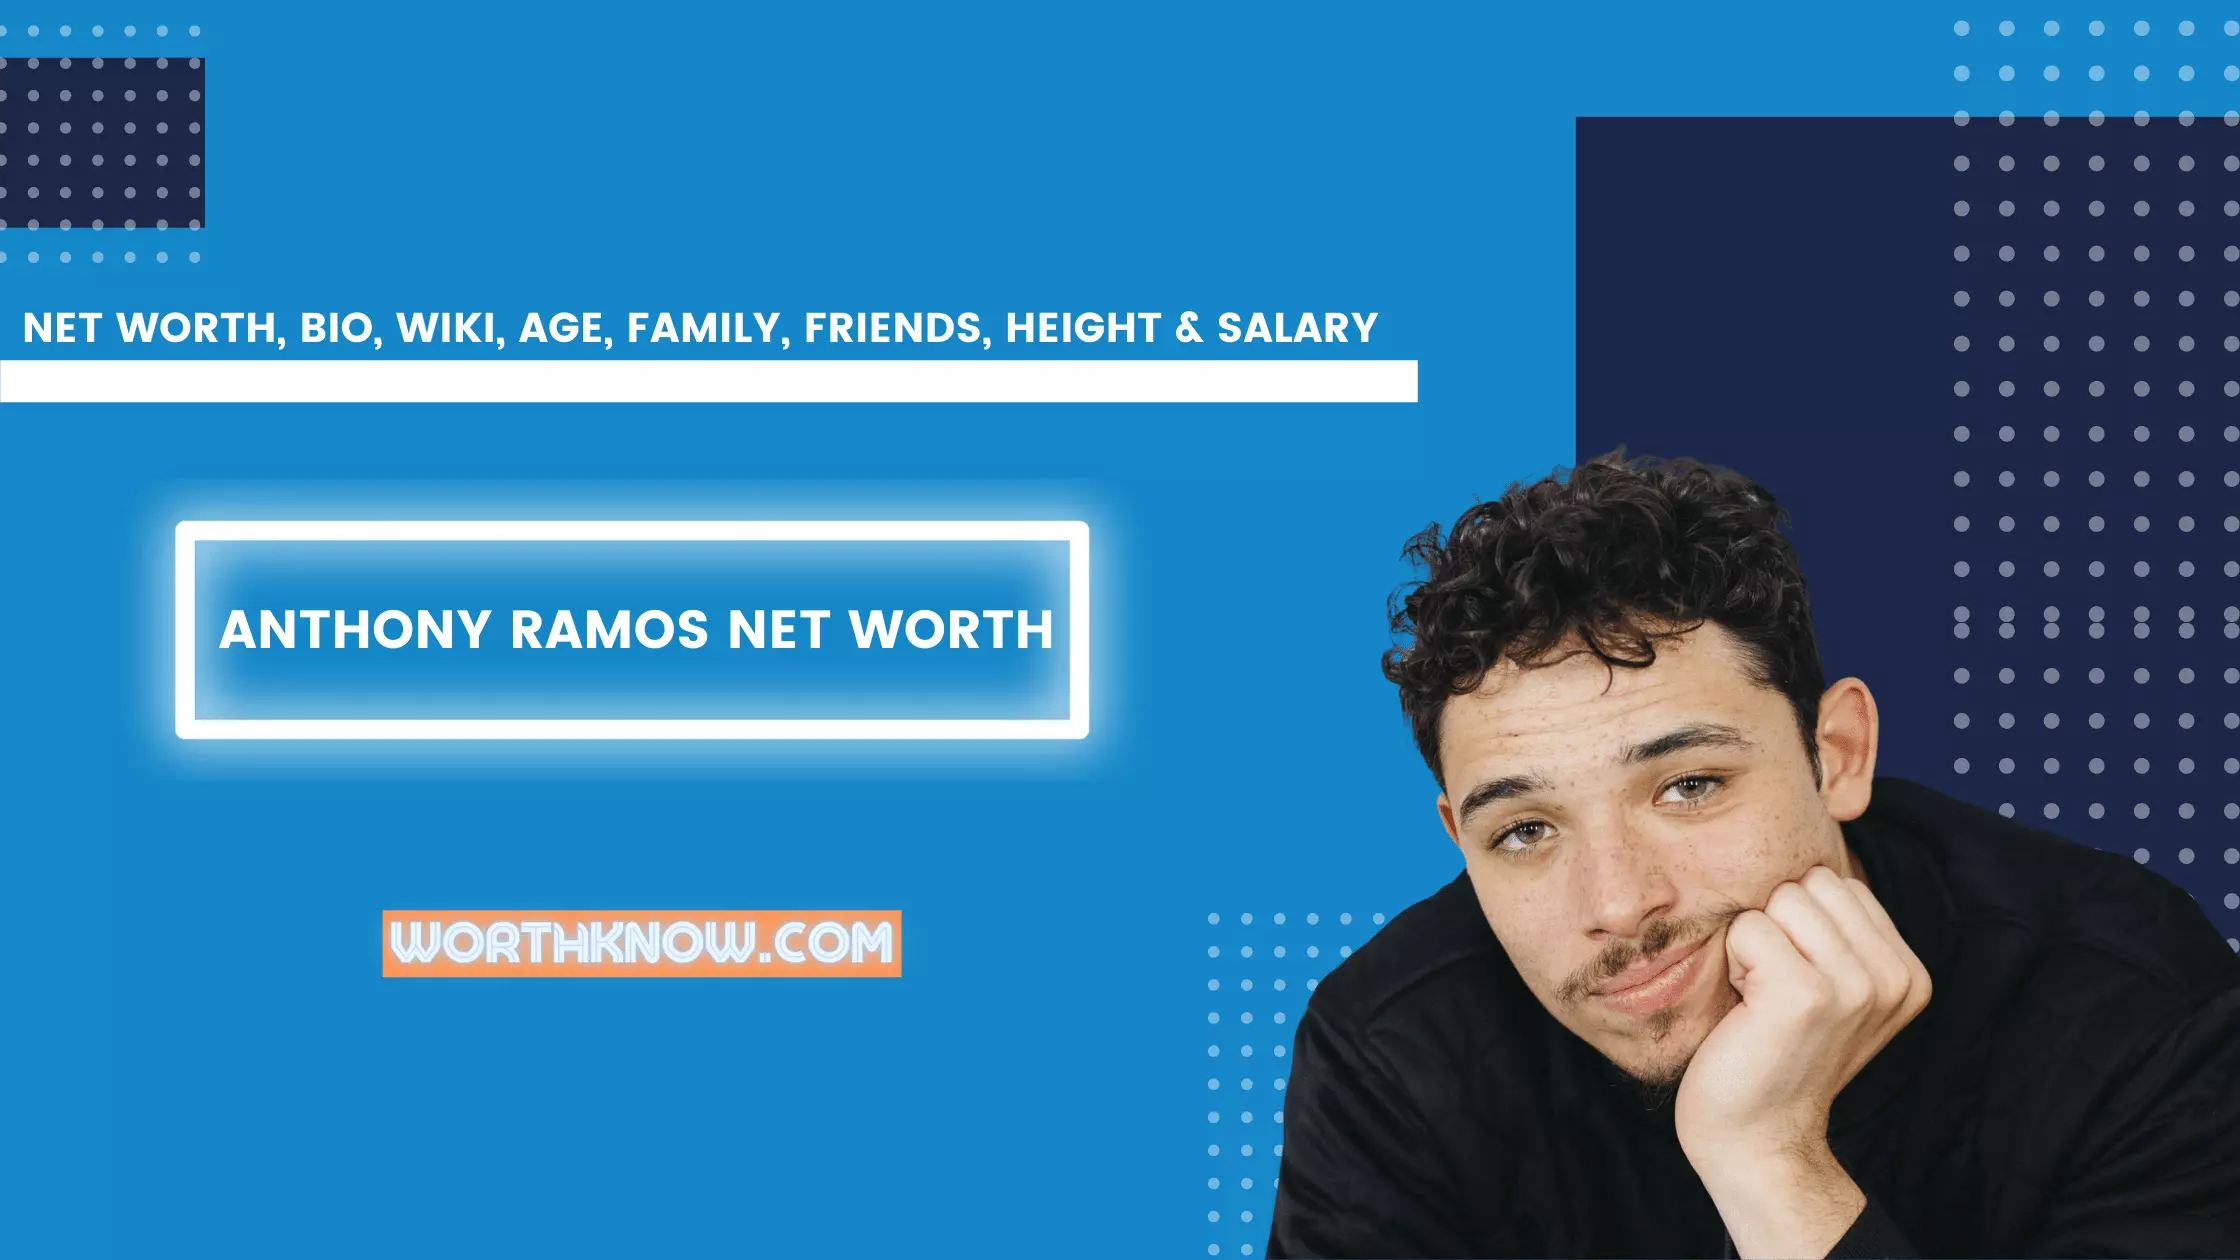 NET WORTH, BIO, WIKI, AGE, FAMILY, FRIENDS, HEIGHT & SALARY
ANTHONY RAMOS NET WORTH
WORTHKNOW.COM